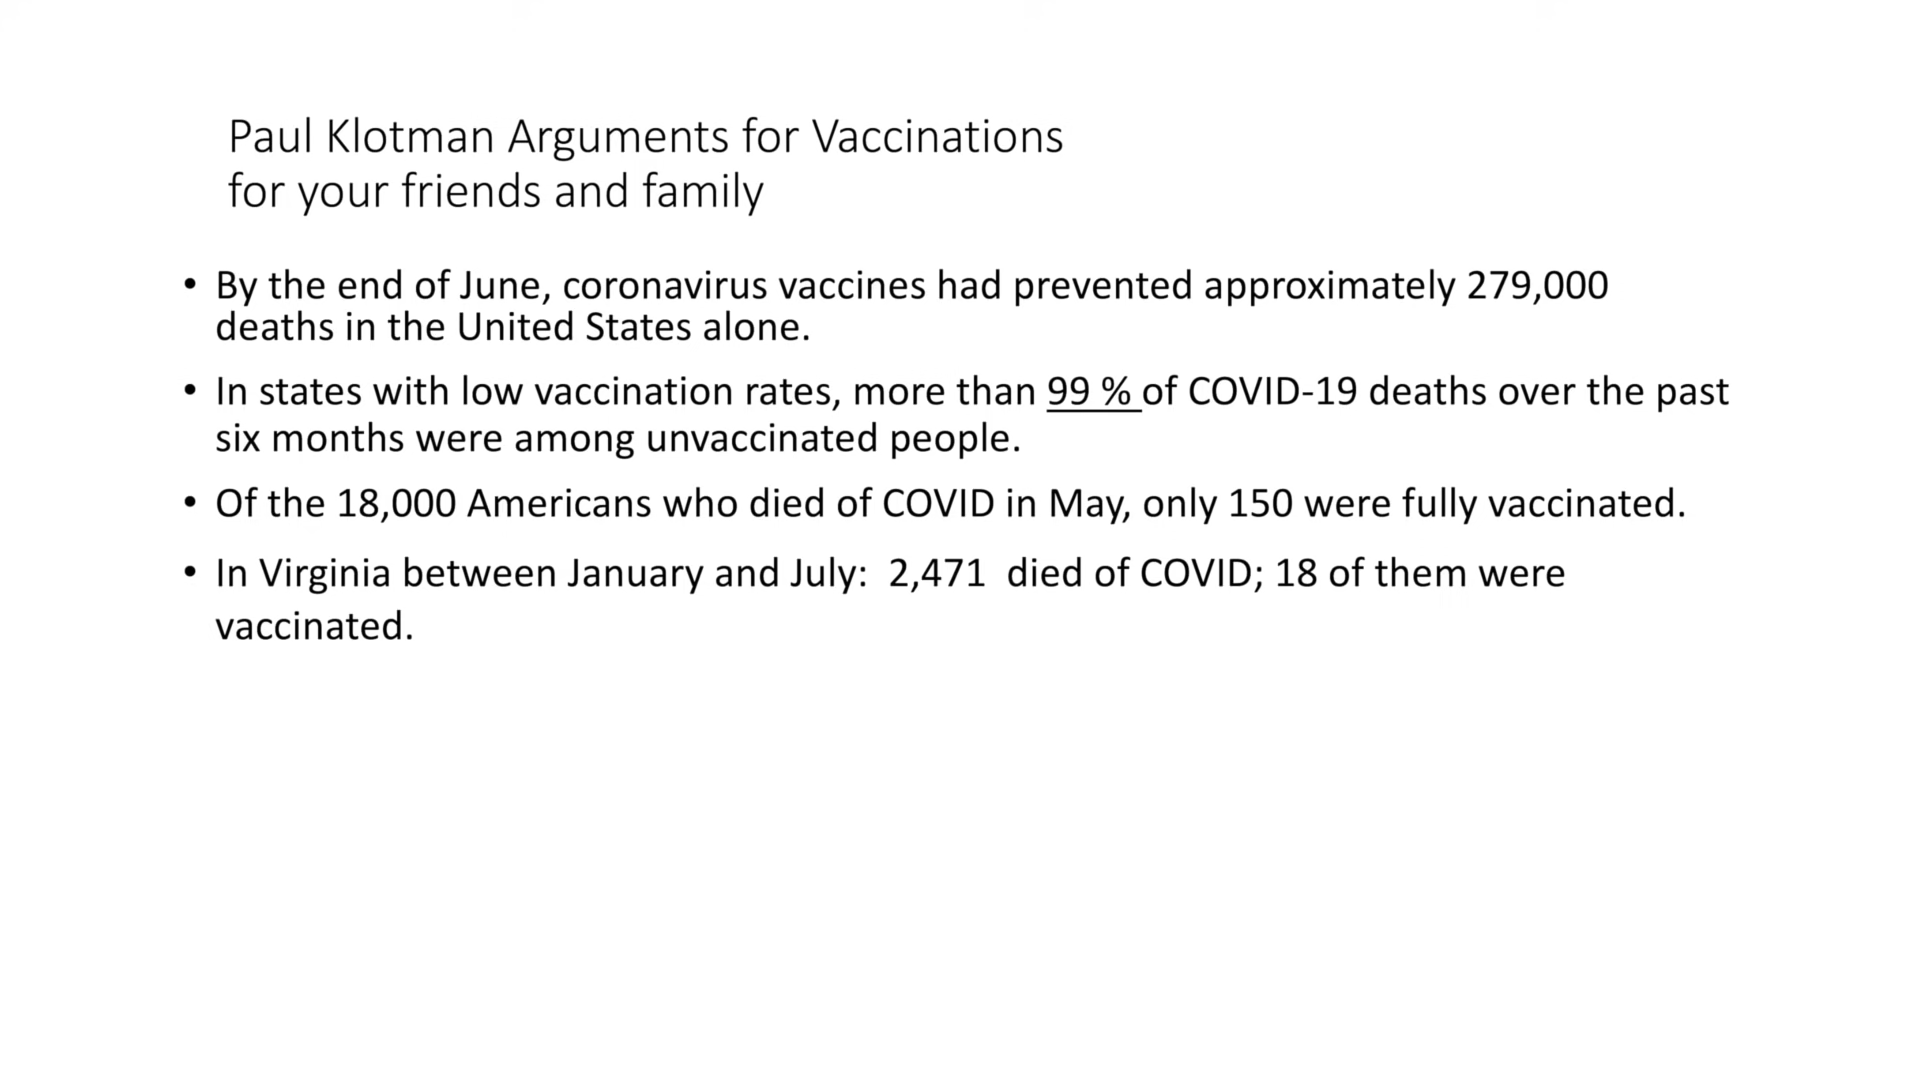 Paul Klotman Arguments for Vaccinations
for your friends and family
• By the end of June, coronavirus vaccines had prevented approximately 279,000
deaths in the United States alone.
• In states with low vaccination rates, more than 99 % of COVID-19 deaths over the past
six months were among unvaccinated people.
• Of the 18,000 Americans who died of COVID in May, only 150 were fully vaccinated.
• In Virginia between January and July:  2,471  died of COVID; 18 of them were
vaccinated.